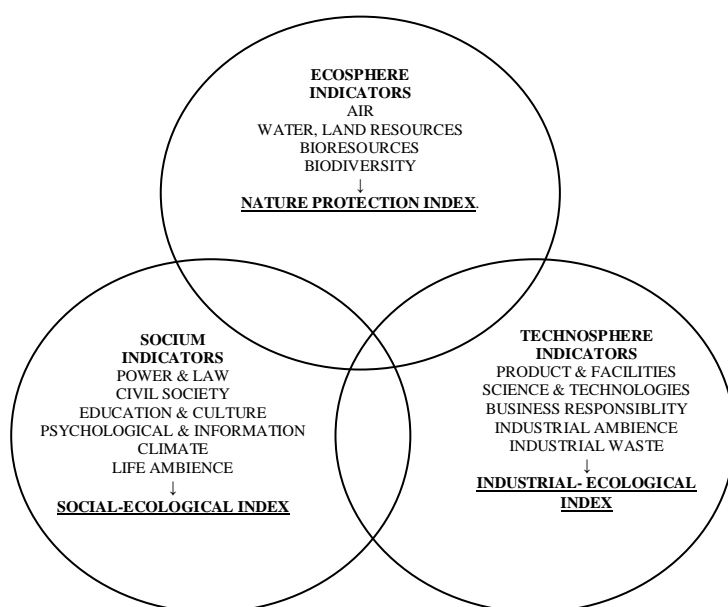 ECOSPHERE
INDICATORS
AIR
WATER, LAND RESOURCES
BIORESOURCES
BIODIVERSITY
↓
NATURE PROTECTION INDEX.
SOCIUM
INDICATORS
POWER & LAW
CIVIL SOCIETY
EDUCATION & CULTURE
PSYCHOLOGICAL & INFORMATION
CLIMATE
LIFE AMBIENCE
↓
SOCIAL-ECOLOGICAL INDEX
TECHNOSPHERE
INDICATORS
PRODUCT & FACILITIES
SCIENCE & TECHNOLOGIES
BUSINESS RESPONSIBLITY
INDUSTRIAL AMBIENCE
INDUSTRIAL WASTE
↓
INDUSTRIAL- ECOLOGICAL
INDEX